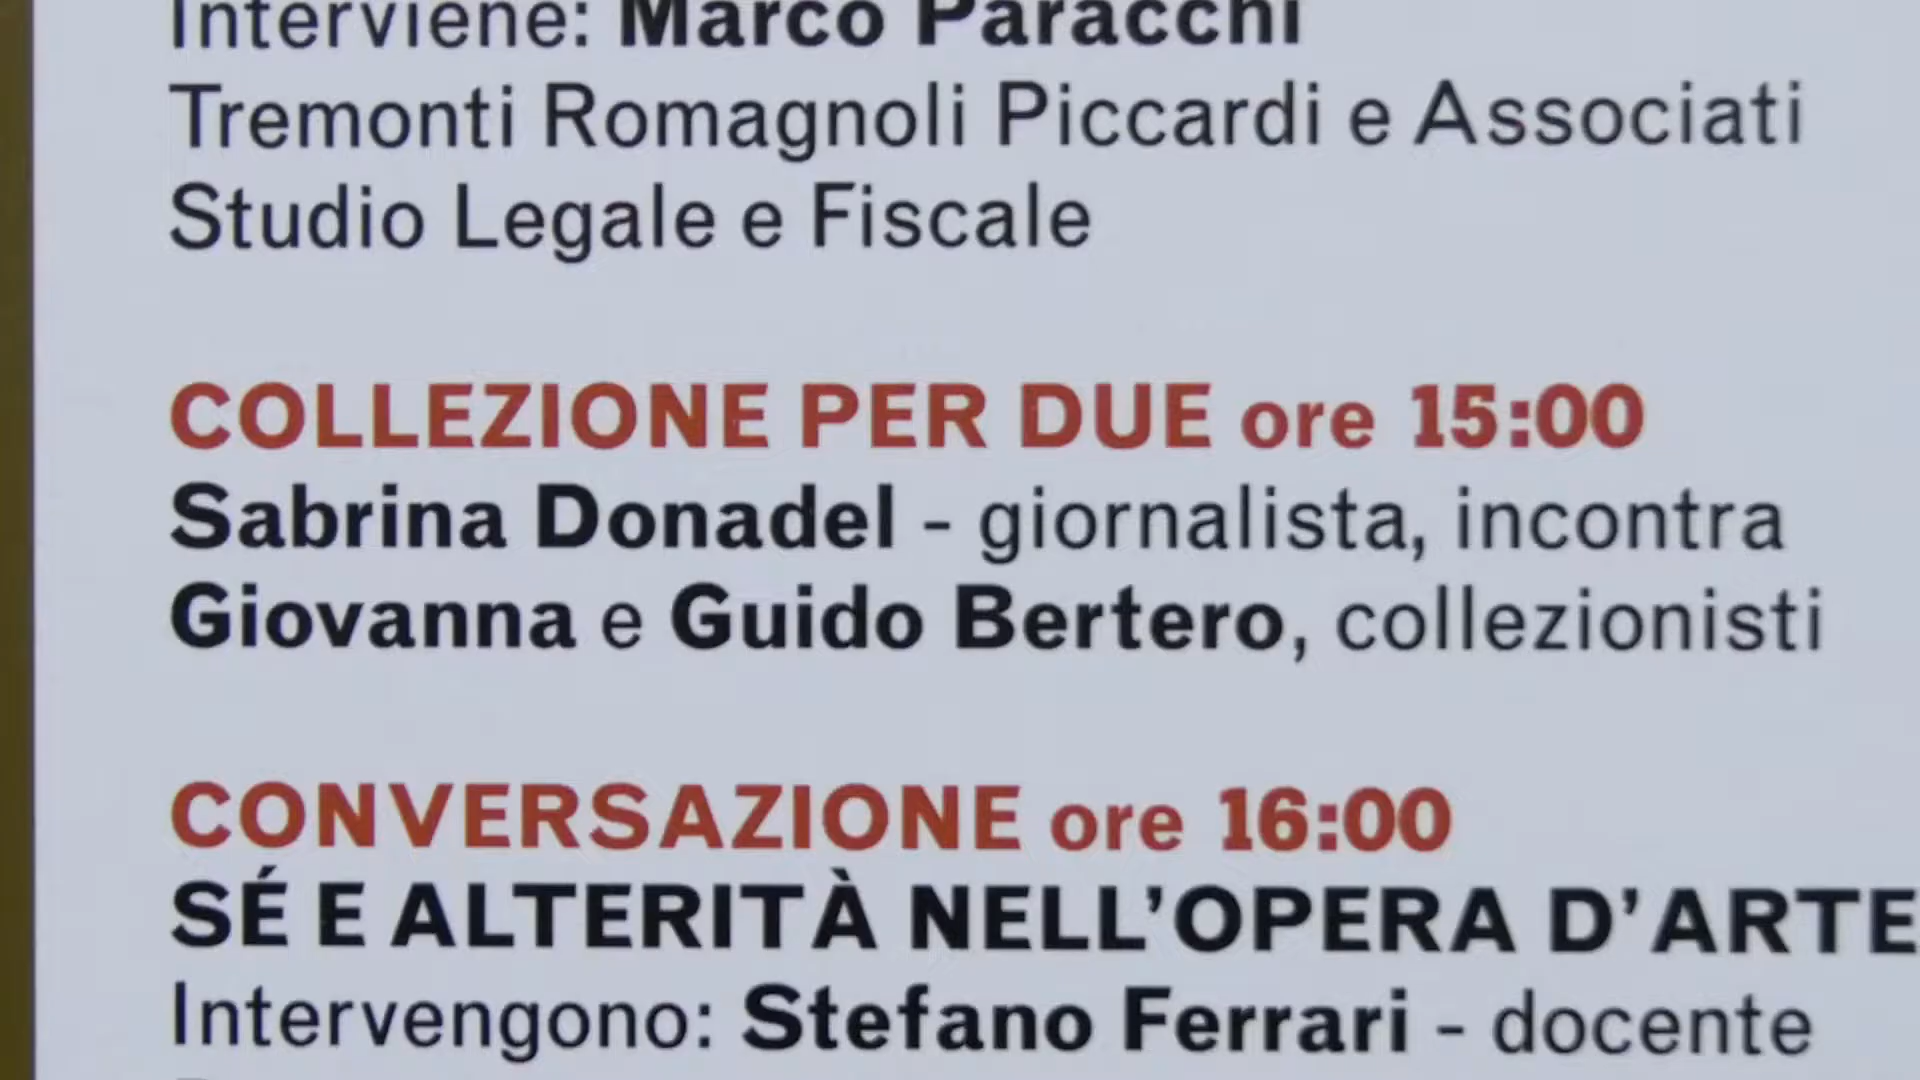 Interviene: Marco Paracchi
Tremonti Romagnoli Piccardi e Associati
Studio Legale e Fiscale
COLLEZIONE PER DUE ore 15:00
Sabrina Donadel - giornalista, incontra
Giovanna e Guido Bertero, collezionisti
CONVERSAZIONE ore 16:00
SÉ E ALTERITÀ NELL’OPERA D’ARTE
Intervengono: Stefano Ferrari - docente